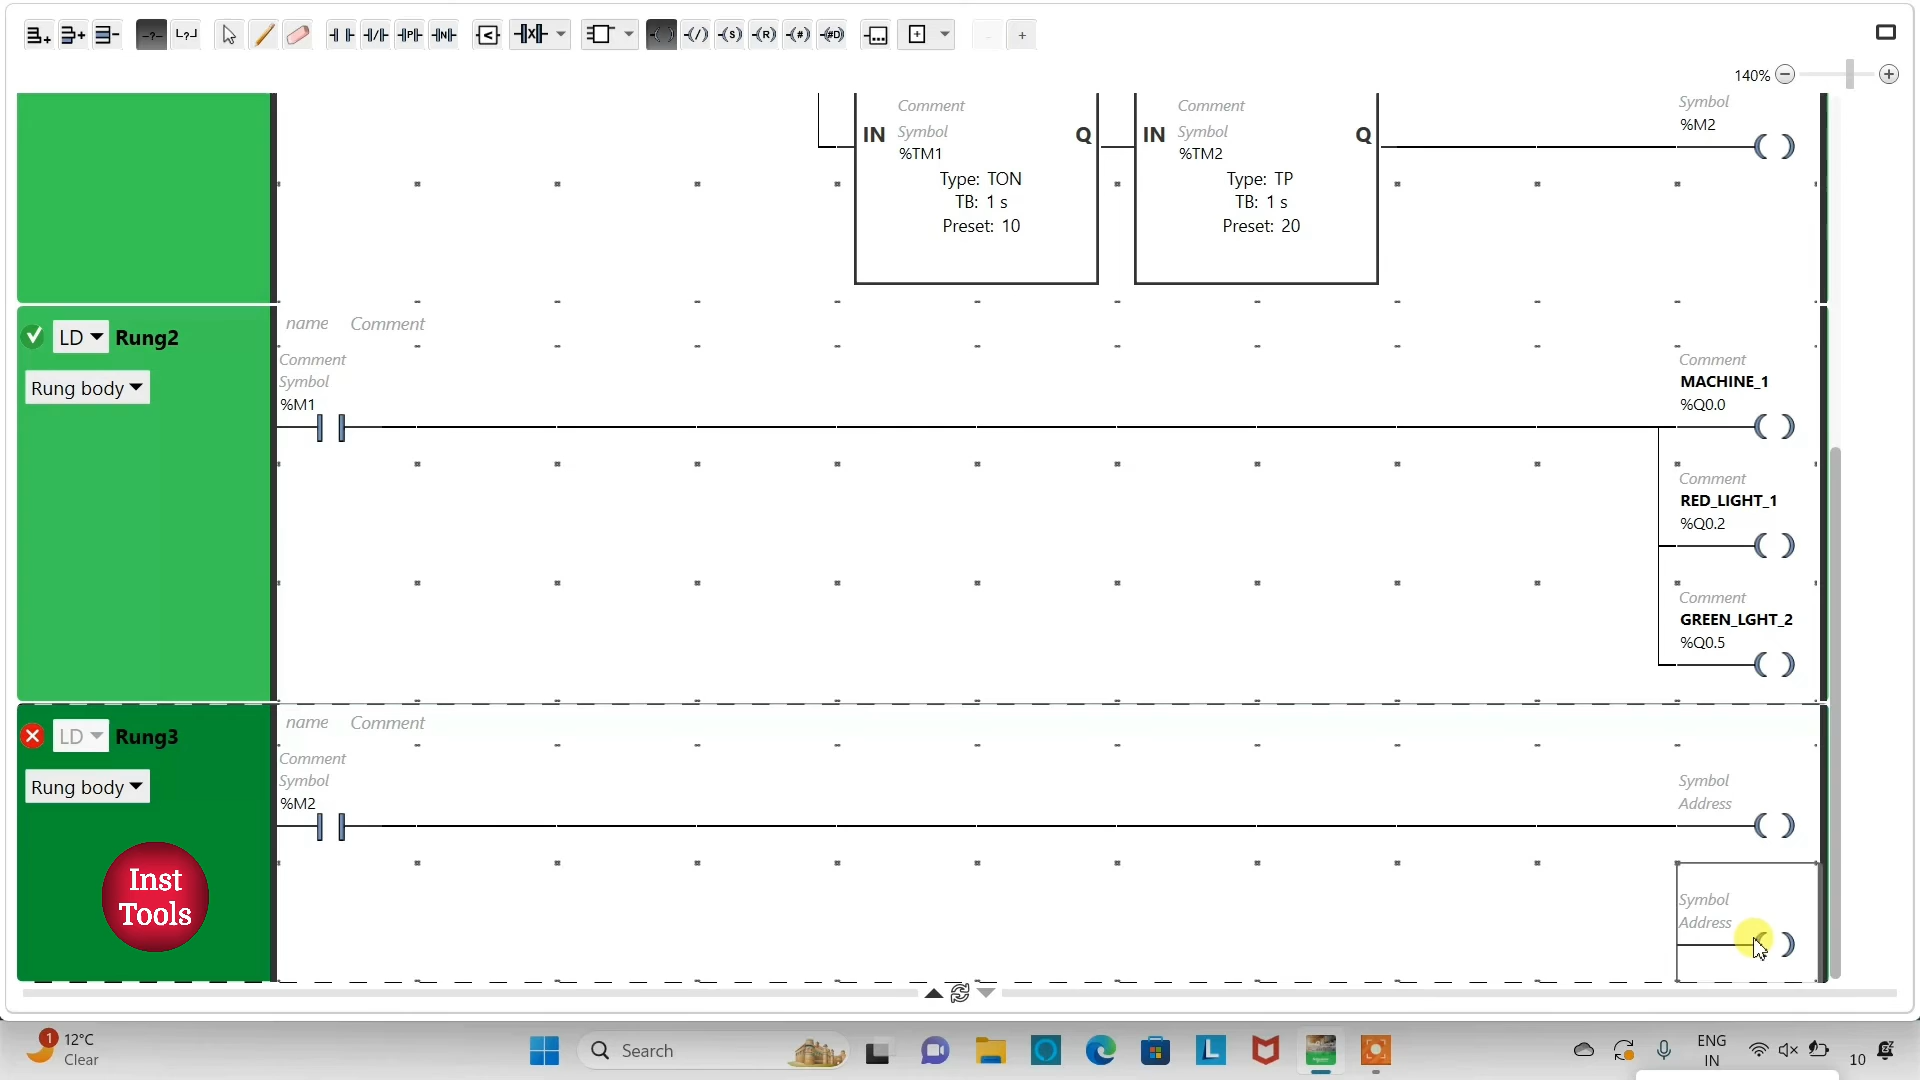 140%
Comment
Symbol
IN
%TM1
Q
Type: TON
TB: 1 s
Preset: 10
Comment
Symbol
IN
%TM2
Q
Type: TP
TB: 1 s
Preset: 20
Symbol
%M2
LD
Rung2
Rung body
name Comment
Comment
Symbol
%M1
Comment
MACHINE_1
%Q0.0
Comment
RED_LIGHT_1
%Q0.2
Comment
GREEN_LGHT_2
%Q0.5
LD
Rung3
Rung body
name Comment
Comment
Symbol
%M2
Symbol
Address
Symbol
Address
Inst
Tools
1
12°C
Clear
Search
ENG
IN
10